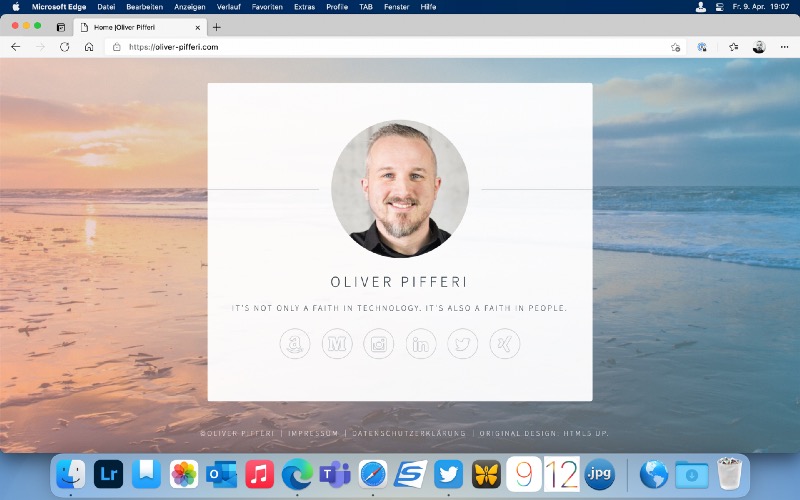 Microsoft Edge Datei Bearbeiten Anzeigen Verlauf Favoriten Extras Profile TAB Fenster Hilfe Fr. 9. Apr. 19:07
Home |Oliver Pifferi
https://oliver-pifferi.com
OLIVER PIFFERI
IT'S NOT ONLY A FAITH IN TECHNOLOGY. IT'S ALSO A FAITH IN PEOPLE.
a M in
©OLIVER PIFFERI | IMPRESSUM | DATENSCHUTZERKLÄRUNG | ORIGINAL DESIGN: HTML5 UP.
Lr O T S 9 12 .jpg